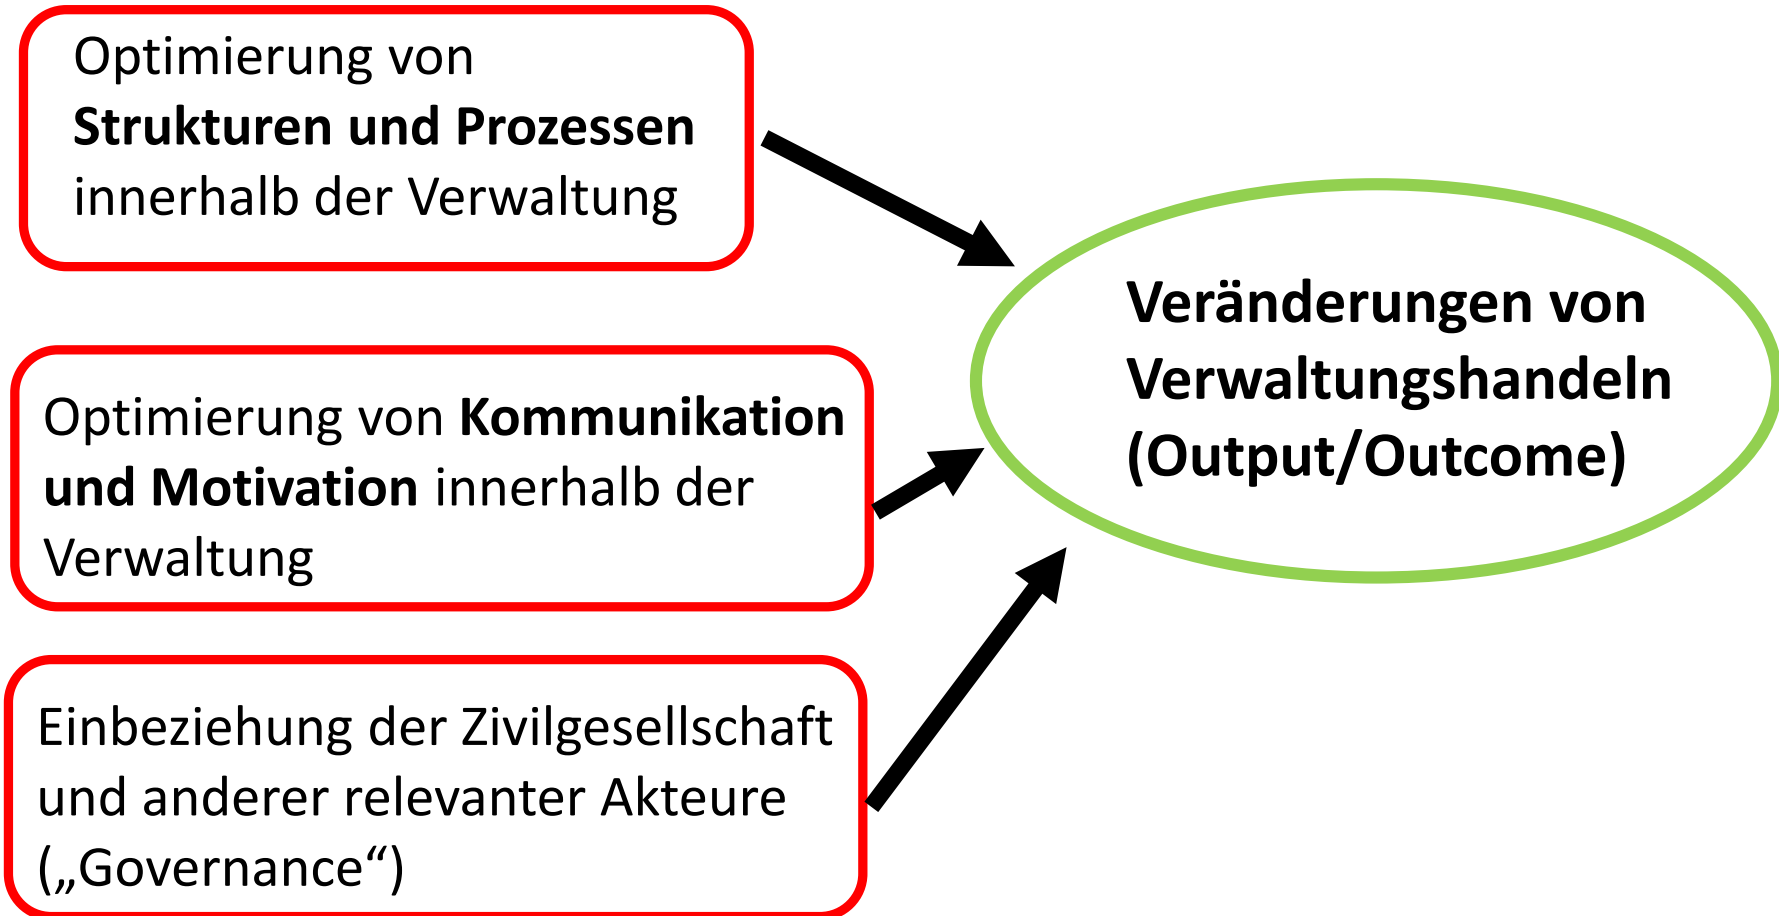 Optimierung von
Strukturen und Prozessen
innerhalb der Verwaltung
Optimierung von Kommunikation
und Motivation innerhalb der
Verwaltung
Einbeziehung der Zivilgesellschaft
und anderer relevanter Akteure
(„Governance“)
Veränderungen von
Verwaltungshandeln
(Output/Outcome)